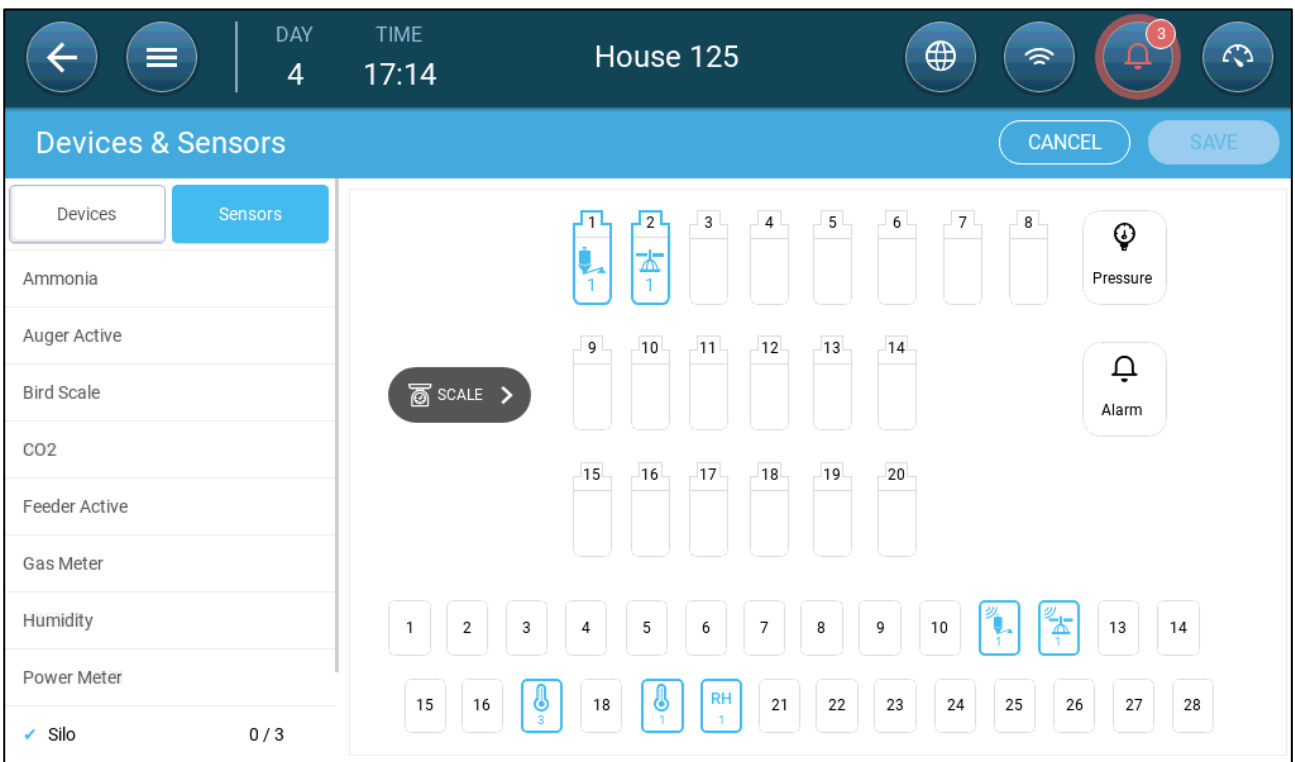 DAY TIME
4 17:14
House 125
3
Devices & Sensors
CANCEL SAVE
Devices Sensors
Ammonia
Auger Active
Bird Scale
CO2
Feeder Active
Gas Meter
Humidity
Power Meter
Silo 0 / 3
1 2 3 4 5 6 7 8
1 1
Pressure
9 10 11 12 13 14
SCALE
Alarm
15 16 17 18 19 20
1 2 3 4 5 6 7 8 9 10 1 1 13 14
15 16 3 18 1 RH 1 21 22 23 24 25 26 27 28